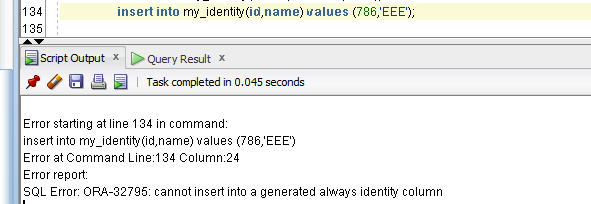 134 insert into my_identity(id,name) values (786,'EEE');
135
Script Output x Query Result x
Task completed in 0.045 seconds
Error starting at line 134 in command:
insert into my_identity(id,name) values (786,'EEE')
Error at Command Line:134 Column:24
Error report:
SQL Error: ORA-32795: cannot insert into a generated always identity column